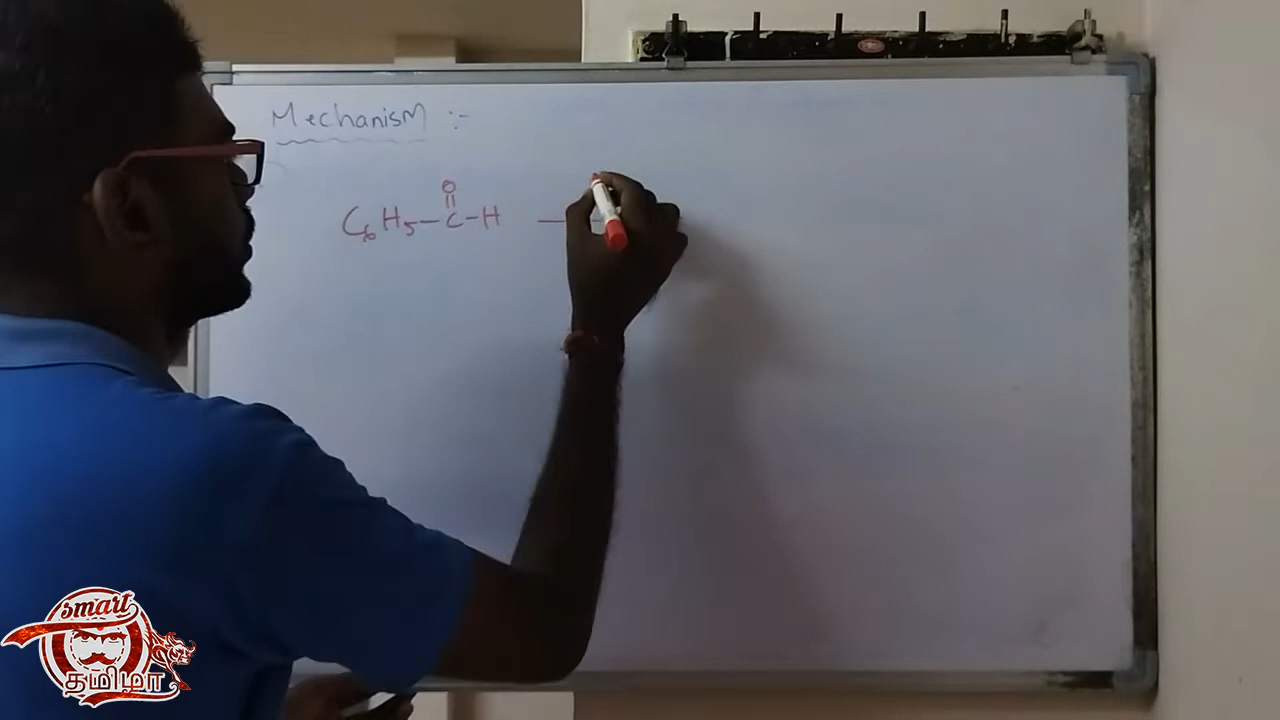 Mechanism :-
O
||
C6H5-C-H —
smart
தமிழா